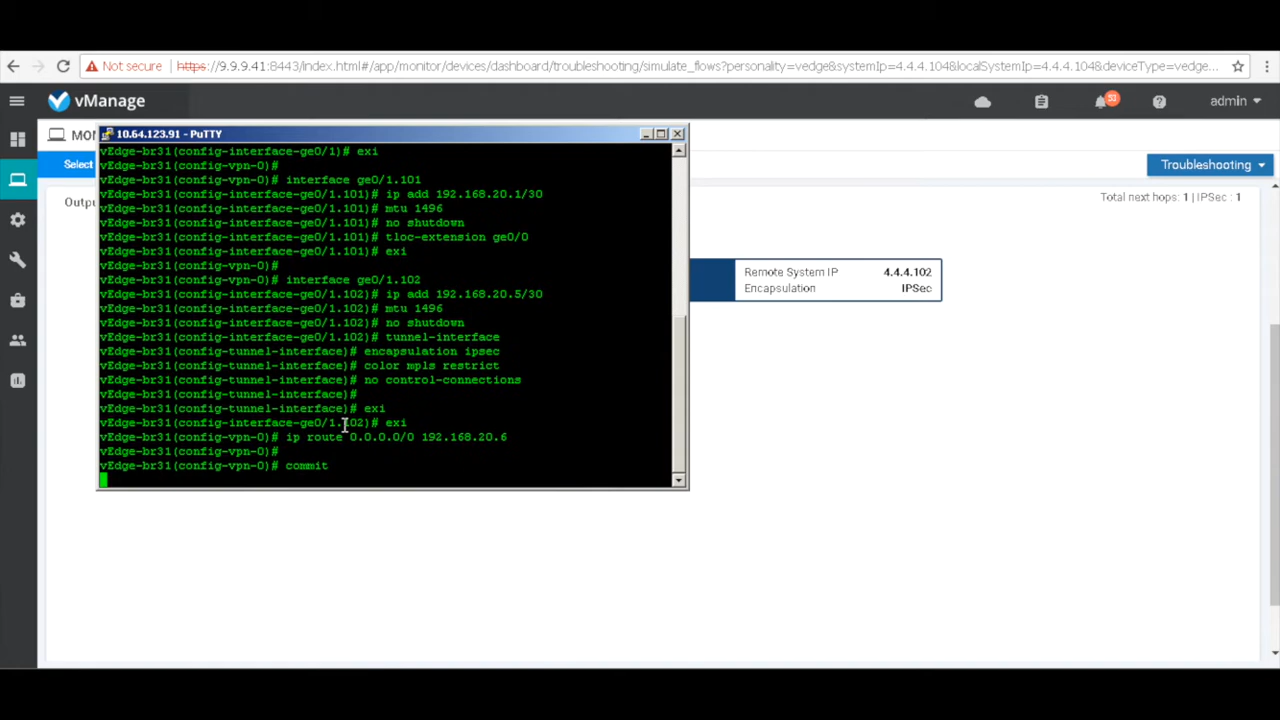 Not secure https://9.9.9.41:8443/index.html#/app/monitor/devices/dashboard/troubleshooting/simulate_flows?personality=vedge&systemIp=4.4.4.104&localSystemIp=4.4.4.104&deviceType=vedge...
vManage
53
admin
MON
10.64.123.91 - PuTTY
Select
Troubleshooting
Outpu
Total next hops: 1 | IPSec : 1
Remote System IP 4.4.4.102
Encapsulation IPSec
vEdge-br31(config-interface-ge0/1)# exi
vEdge-br31(config-vpn-0)#
vEdge-br31(config-vpn-0)# interface ge0/1.101
vEdge-br31(config-interface-ge0/1.101)# ip add 192.168.20.1/30
vEdge-br31(config-interface-ge0/1.101)# mtu 1496
vEdge-br31(config-interface-ge0/1.101)# no shutdown
vEdge-br31(config-interface-ge0/1.101)# tloc-extension ge0/0
vEdge-br31(config-interface-ge0/1.101)# exi
vEdge-br31(config-vpn-0)#
vEdge-br31(config-vpn-0)# interface ge0/1.102
vEdge-br31(config-interface-ge0/1.102)# ip add 192.168.20.5/30
vEdge-br31(config-interface-ge0/1.102)# mtu 1496
vEdge-br31(config-interface-ge0/1.102)# no shutdown
vEdge-br31(config-interface-ge0/1.102)# tunnel-interface
vEdge-br31(config-tunnel-interface)# encapsulation ipsec
vEdge-br31(config-tunnel-interface)# color mpls restrict
vEdge-br31(config-tunnel-interface)# no control-connections
vEdge-br31(config-tunnel-interface)#
vEdge-br31(config-tunnel-interface)# exi
vEdge-br31(config-interface-ge0/1.102)# exi
vEdge-br31(config-vpn-0)# ip route 0.0.0.0/0 192.168.20.6
vEdge-br31(config-vpn-0)#
vEdge-br31(config-vpn-0)# commit